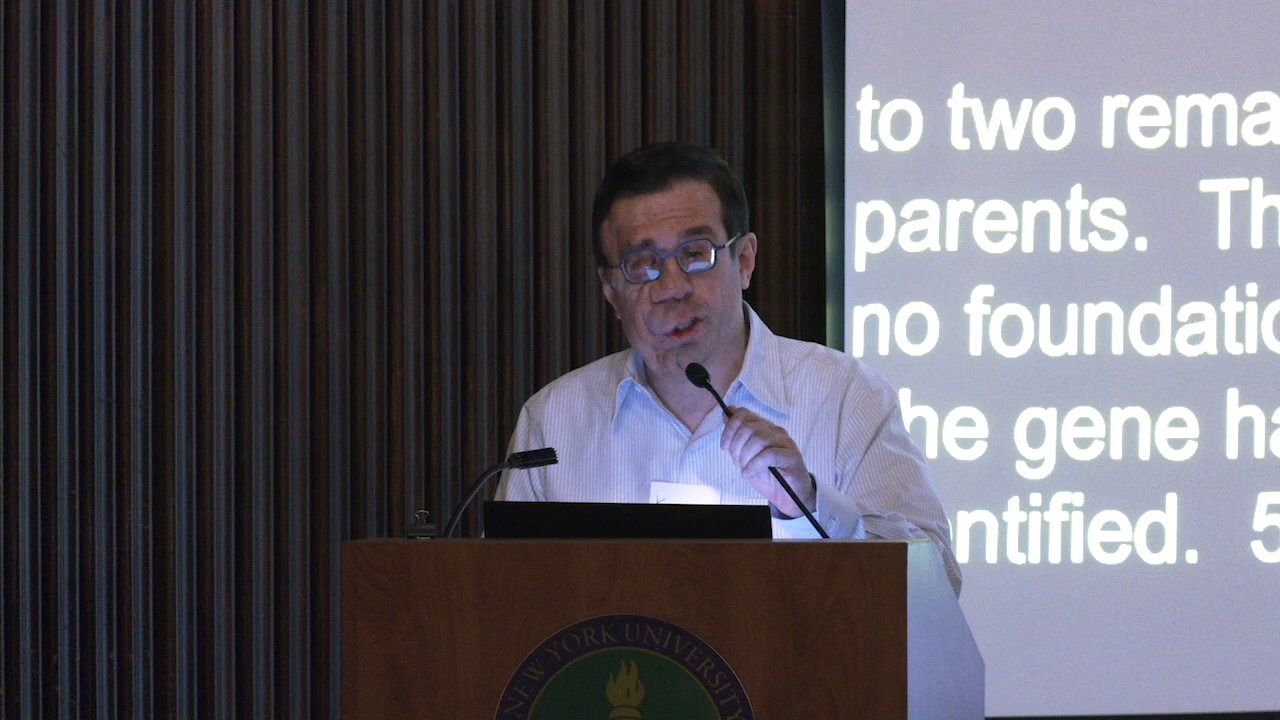 to two rema
parents. Th
no foundatio
he gene ha
ntified. 5
NEW YORK UNIVERSITY